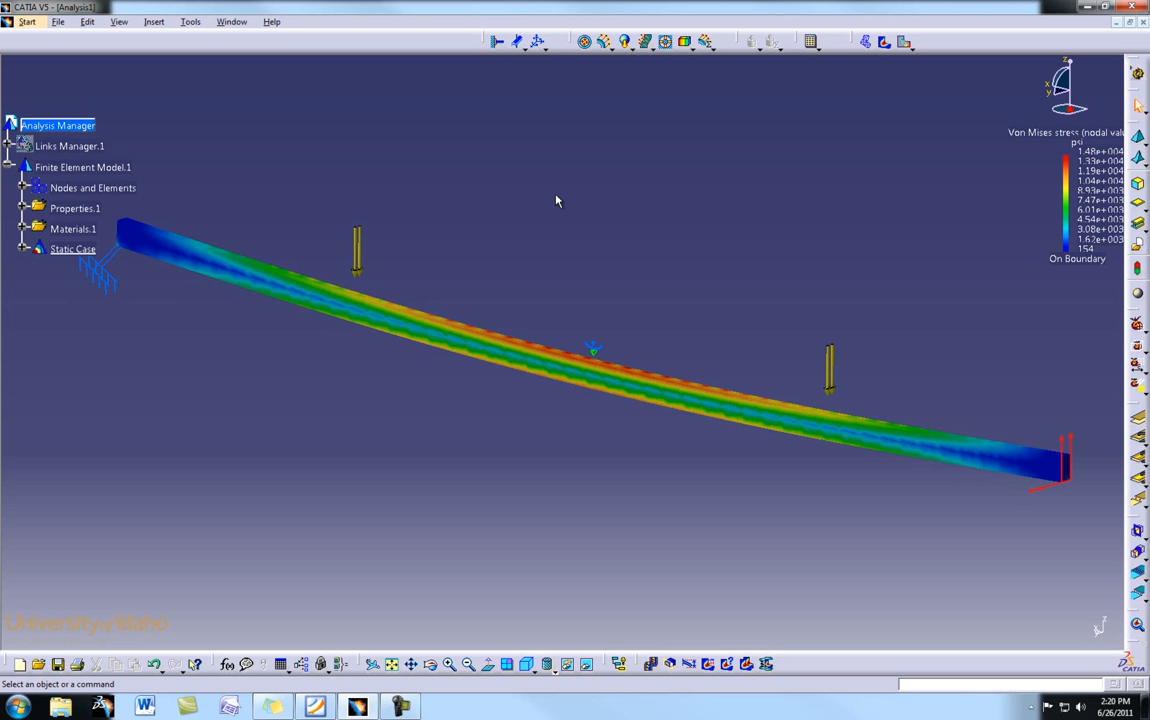 CATIA V5 - [Analysis1]
Start File Edit View Insert Tools Window Help
Analysis Manager
Links Manager.1
Finite Element Model.1
Nodes and Elements
Properties.1
Materials.1
Static Case
z
x
y
Von Mises stress (nodal valu
psi
1.48e+004
1.33e+004
1.19e+004
1.04e+004
8.93e+003
7.47e+003
6.01e+003
4.54e+003
3.08e+003
1.62e+003
154
On Boundary
University of Idaho
f(x)
CATIA
Select an object or a command
2:20 PM
6/26/2011